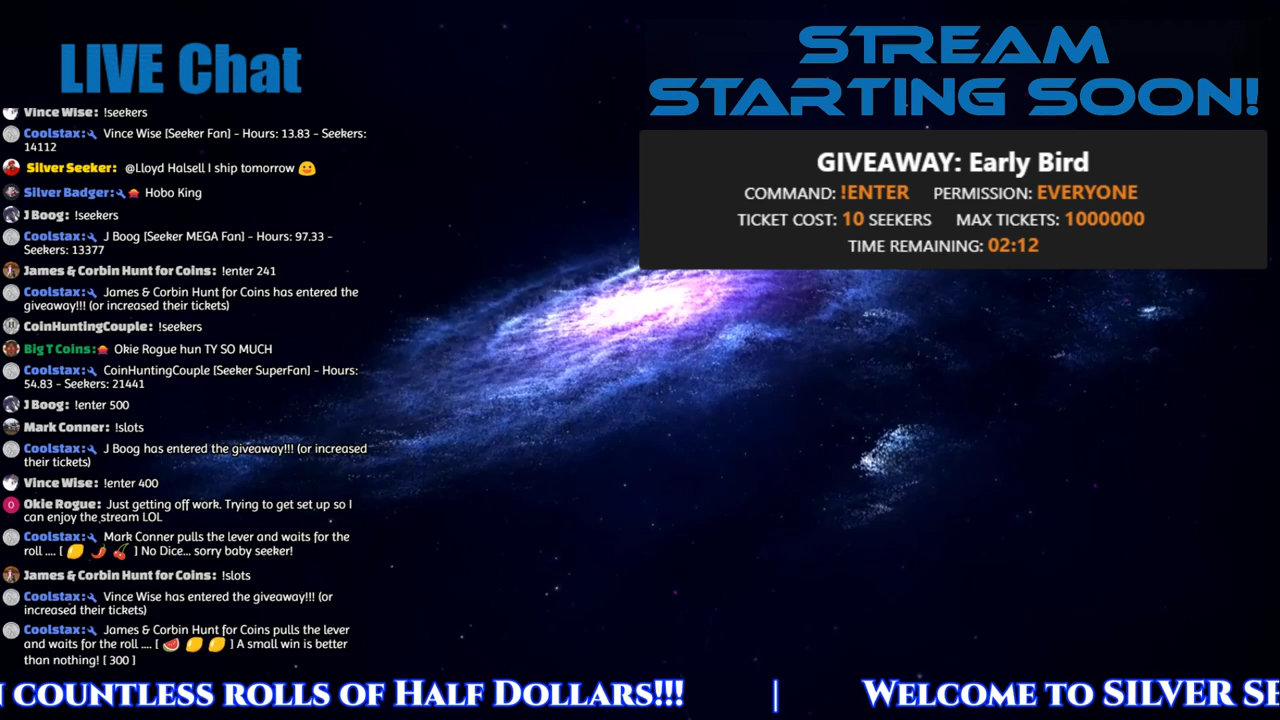 LIVE Chat
Vince Wise: !seekers
Coolstax: Vince Wise [Seeker Fan] - Hours: 13.83 - Seekers:
14112
Silver Seeker: @Lloyd Halsell I ship tomorrow
Silver Badger: Hobo King
J Boog: !seekers
Coolstax: J Boog [Seeker MEGA Fan] - Hours: 97.33 -
Seekers: 13377
James & Corbin Hunt for Coins: !enter 241
Coolstax: James & Corbin Hunt for Coins has entered the
giveaway!!! (or increased their tickets)
CoinHuntingCouple: !seekers
Big T Coins: Okie Rogue hun TY SO MUCH
Coolstax: CoinHuntingCouple [Seeker SuperFan] - Hours:
54.83 - Seekers: 21441
J Boog: !enter 500
Mark Conner: !slots
Coolstax: J Boog has entered the giveaway!!! (or increased
their tickets)
Vince Wise: !enter 400
O Okie Rogue: Just getting off work. Trying to get set up so I
can enjoy the stream LOL
Coolstax: Mark Conner pulls the lever and waits for the
roll .... [ 🍋 🌶 🍒 ] No Dice... sorry baby seeker!
James & Corbin Hunt for Coins: !slots
Coolstax: Vince Wise has entered the giveaway!!! (or
increased their tickets)
Coolstax: James & Corbin Hunt for Coins pulls the lever
and waits for the roll .... [ 🍉 🍋 🍋 ] A small win is better
than nothing! [ 300 ]
STREAM
STARTING SOON!
GIVEAWAY: Early Bird
COMMAND: !ENTER PERMISSION: EVERYONE
TICKET COST: 10 SEEKERS MAX TICKETS: 1000000
TIME REMAINING: 02:12
N COUNTLESS ROLLS OF HALF DOLLARS!!! | WELCOME TO SILVER SE